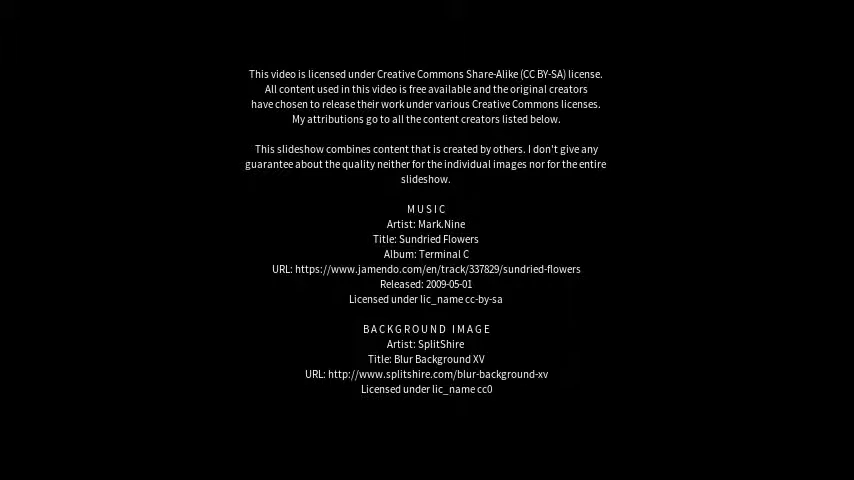 This video is licensed under Creative Commons Share-Alike (CC BY-SA) license.
All content used in this video is free available and the original creators
have chosen to release their work under various Creative Commons licenses.
My attributions go to all the content creators listed below.
This slideshow combines content that is created by others. I don't give any
guarantee about the quality neither for the individual images nor for the entire
slideshow.
MUSIC
Artist: Mark.Nine
Title: Sundried Flowers
Album: Terminal C
URL: https://www.jamendo.com/en/track/337829/sundried-flowers
Released: 2009-05-01
Licensed under lic_name cc-by-sa
BACKGROUND IMAGE
Artist: SplitShire
Title: Blur Background XV
URL: http://www.splitshire.com/blur-background-xv
Licensed under lic_name cc0